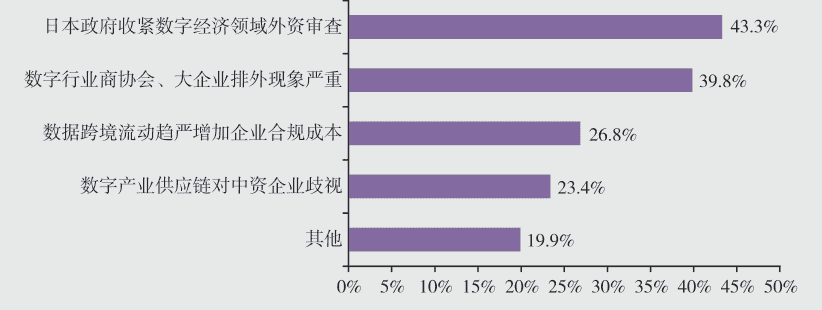 日本政府收紧数字经济领域外资审查 43.3%
数字行业商协会、大企业排外现象严重 39.8%
数据跨境流动趋严增加企业合规成本 26.8%
数字产业供应链对中资企业歧视 23.4%
其他 19.9%
0% 5% 10% 15% 20% 25% 30% 35% 40% 45% 50%